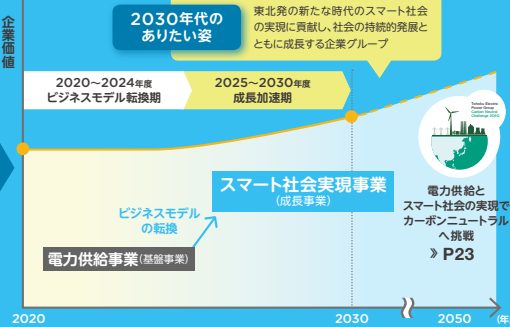 企業価値
2030年代の
ありたい姿
東北発の新たな時代のスマート社会
の実現に貢献し、社会の持続的発展と
ともに成長する企業グループ
2020～2024年度
ビジネスモデル転換期
2025～2030年度
成長加速期
Tohoku Electric
Power Group
Carbon Neutral
Challenge 2050
スマート社会実現事業
(成長事業)
ビジネスモデル
の転換
電力供給事業(基盤事業)
電力供給と
スマート社会の実現で
カーボンニュートラル
へ挑戦
》P23
2020
2030
2050
(年